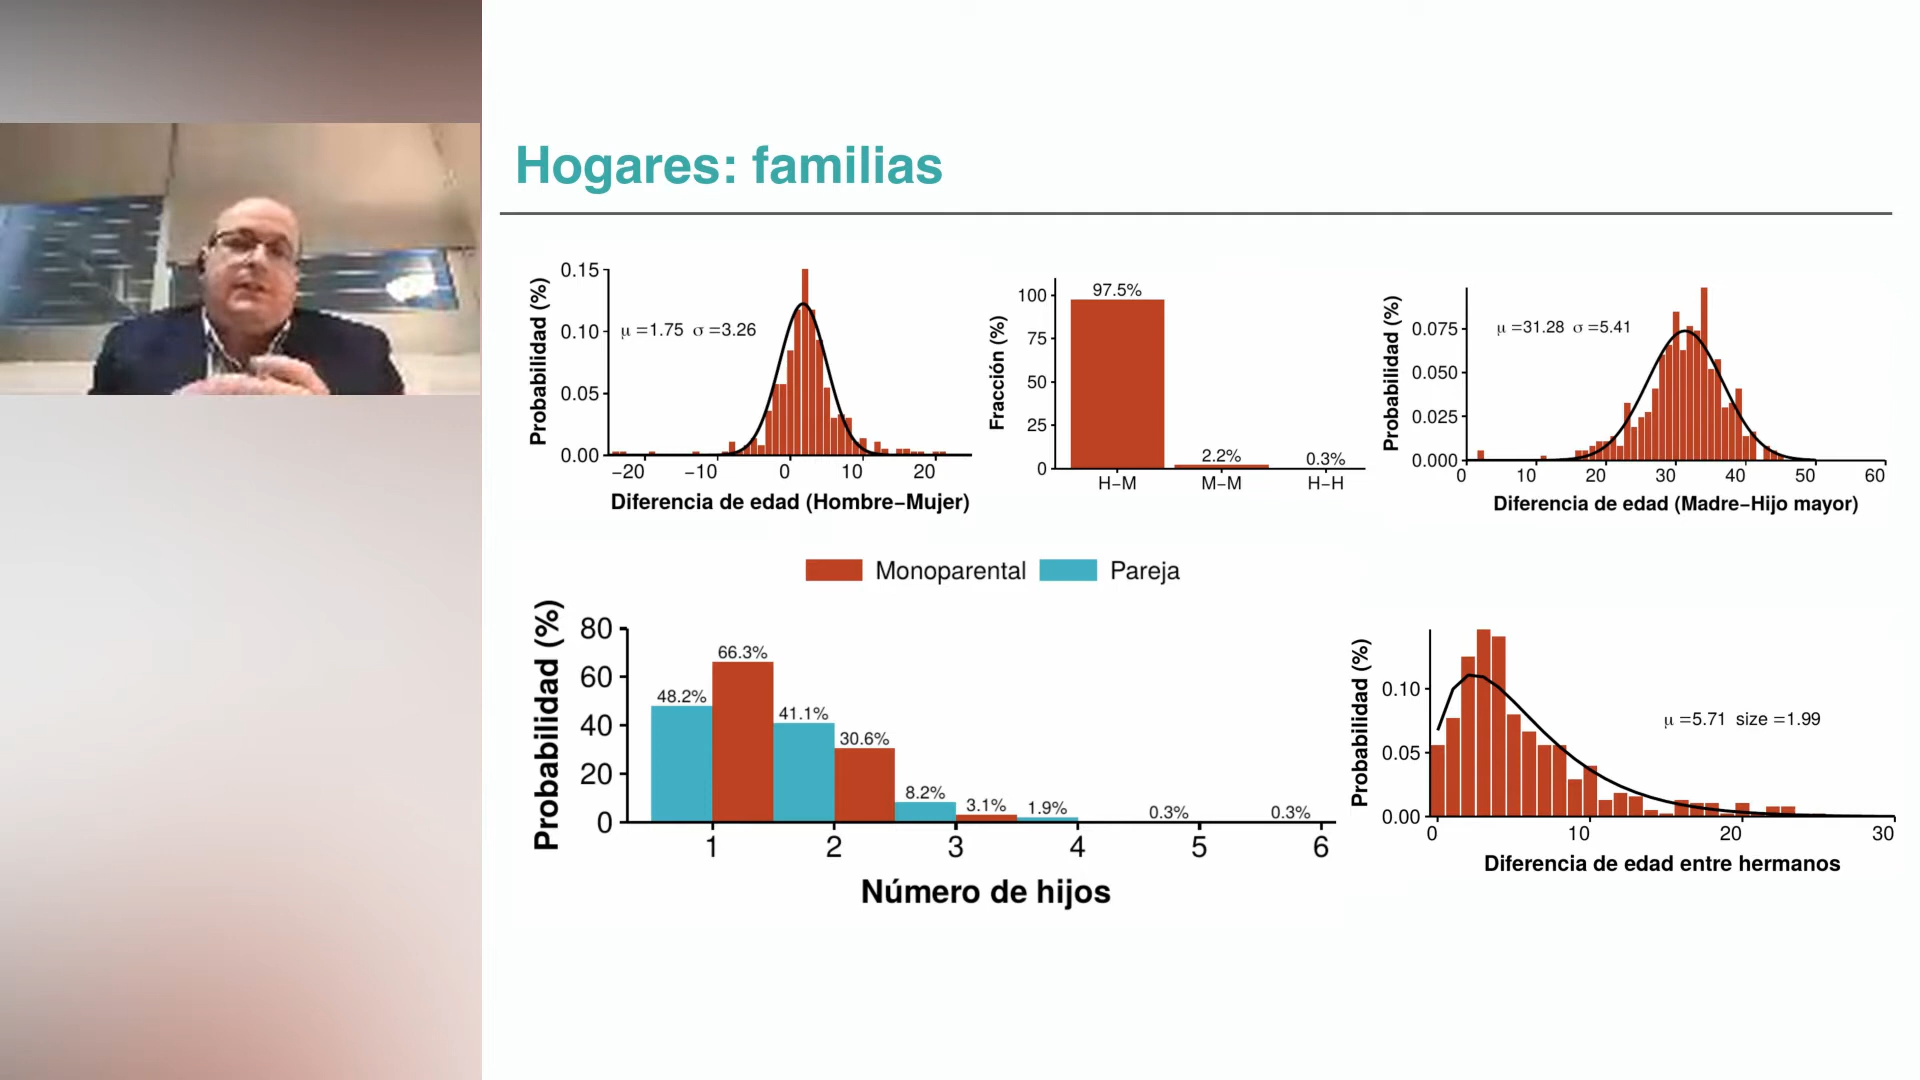 Hogares: familias
0.15
0.10
0.05
0.00
Probabilidad (%)
μ =1.75 σ =3.26
−20 −10 0 10 20
Diferencia de edad (Hombre−Mujer)
100
75
50
25
0
Fracción (%)
97.5%
2.2%
0.3%
H−M M−M H−H
0.075
0.050
0.025
0.000
Probabilidad (%)
μ =31.28 σ =5.41
0 10 20 30 40 50 60
Diferencia de edad (Madre−Hijo mayor)
Monoparental Pareja
80
60
40
20
0
Probabilidad (%)
48.2%
66.3%
41.1%
30.6%
8.2%
3.1%
1.9%
0.3%
0.3%
1 2 3 4 5 6
Número de hijos
0.10
0.05
0.00
Probabilidad (%)
μ =5.71 size =1.99
0 10 20 30
Diferencia de edad entre hermanos